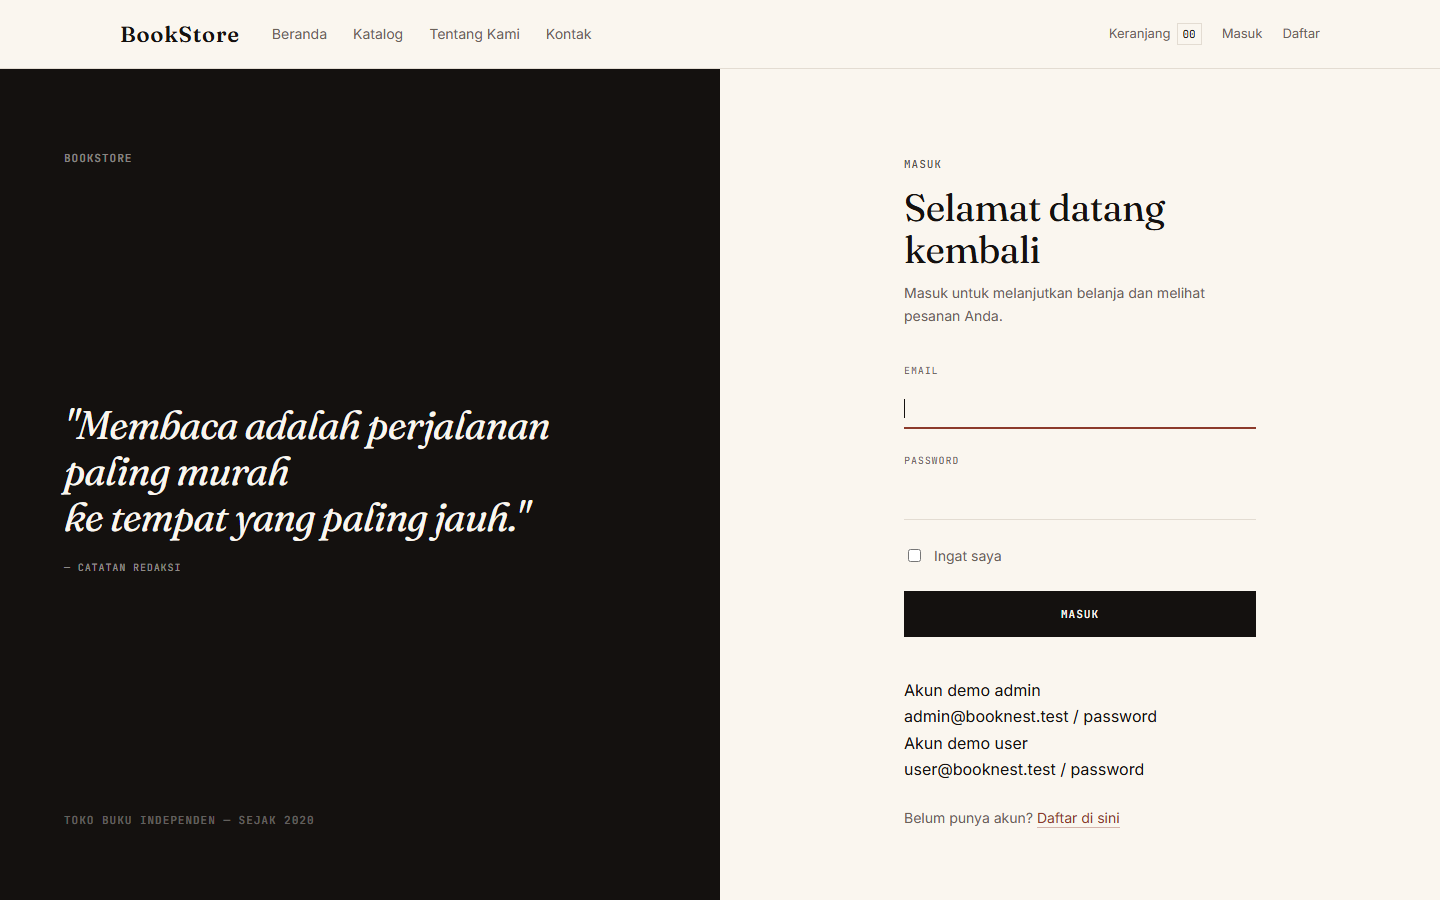 BookStore
Beranda
Katalog
Tentang Kami
Kontak
Keranjang 00
Masuk
Daftar
BOOKSTORE
"Membaca adalah perjalanan
paling murah
ke tempat yang paling jauh."
— CATATAN REDAKSI
TOKO BUKU INDEPENDEN — SEJAK 2020
MASUK
Selamat datang
kembali
Masuk untuk melanjutkan belanja dan melihat
pesanan Anda.
EMAIL
PASSWORD
Ingat saya
MASUK
Akun demo admin
admin@booknest.test / password
Akun demo user
user@booknest.test / password
Belum punya akun? Daftar di sini